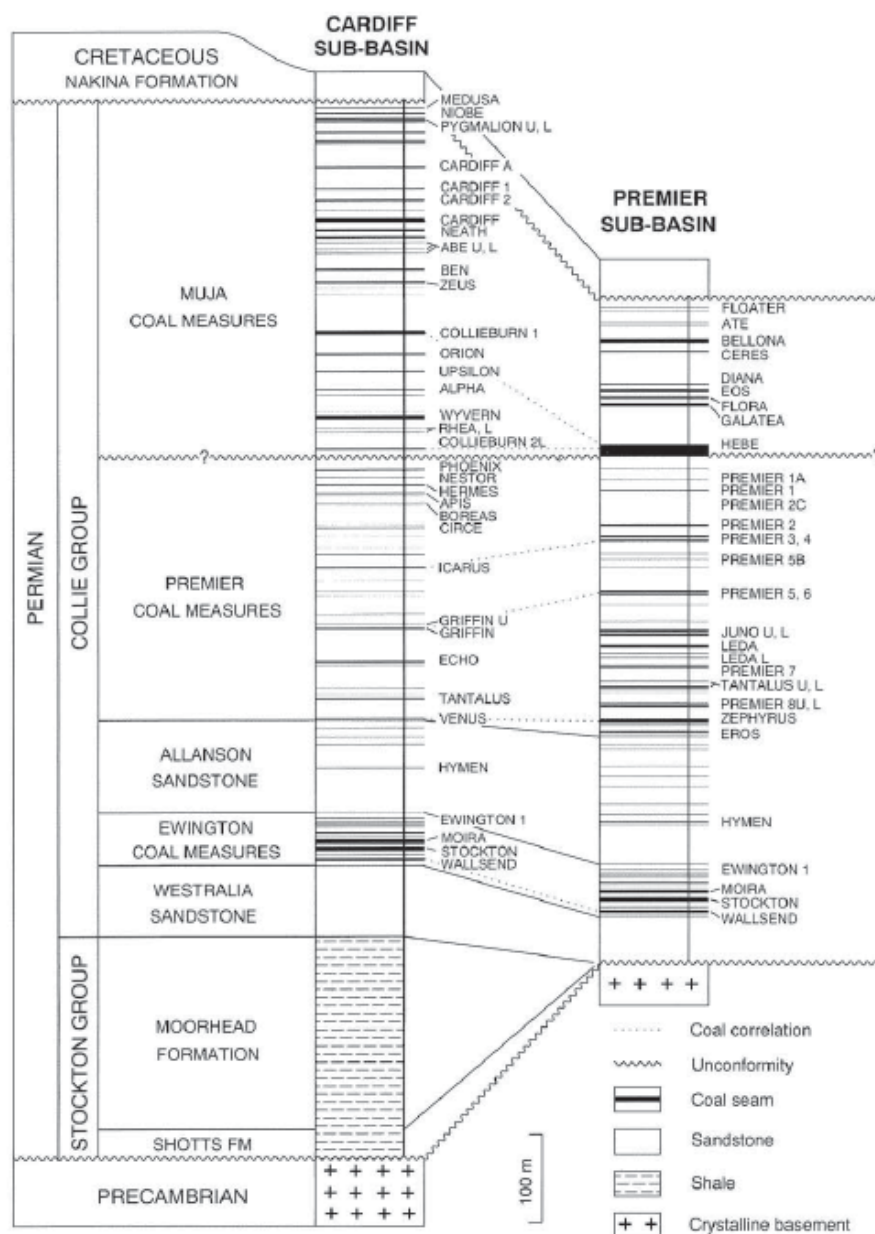 CARDIFF
SUB-BASIN
CRETACEOUS
NAKINA FORMATION
PERMIAN
COLLIE GROUP
STOCKTON GROUP
MUJA
COAL MEASURES
PREMIER
COAL MEASURES
ALLANSON
SANDSTONE
EWINGTON
COAL MEASURES
WESTRALIA
SANDSTONE
MOORHEAD
FORMATION
SHOTTS FM
PRECAMBRIAN
MEDUSA
NIOBE
PYGMALION U, L
CARDIFF A
CARDIFF 1
CARDIFF 2
CARDIFF
NEATH
ABE U, L
BEN
ZEUS
COLLIEBURN 1
ORION
UPSILON
ALPHA
WYVERN
RHEA, L
COLLIEBURN 2L
?
PHOENIX
NESTOR
HERMES
APIS
BOREAS
CIRCE
ICARUS
GRIFFIN U
GRIFFIN
ECHO
TANTALUS
VENUS
HYMEN
EWINGTON 1
MOIRA
STOCKTON
WALLSEND
PREMIER
SUB-BASIN
FLOATER
ATE
BELLONA
CERES
DIANA
EOS
FLORA
GALATEA
HEBE
PREMIER 1A
PREMIER 1
PREMIER 2C
PREMIER 2
PREMIER 3, 4
PREMIER 5B
PREMIER 5, 6
JUNO U, L
LEDA
LEDA L
PREMIER 7
TANTALUS U, L
PREMIER 8U, L
ZEPHYRUS
EROS
HYMEN
EWINGTON 1
MOIRA
STOCKTON
WALLSEND
100 m
Coal correlation
Unconformity
Coal seam
Sandstone
Shale
Crystalline basement